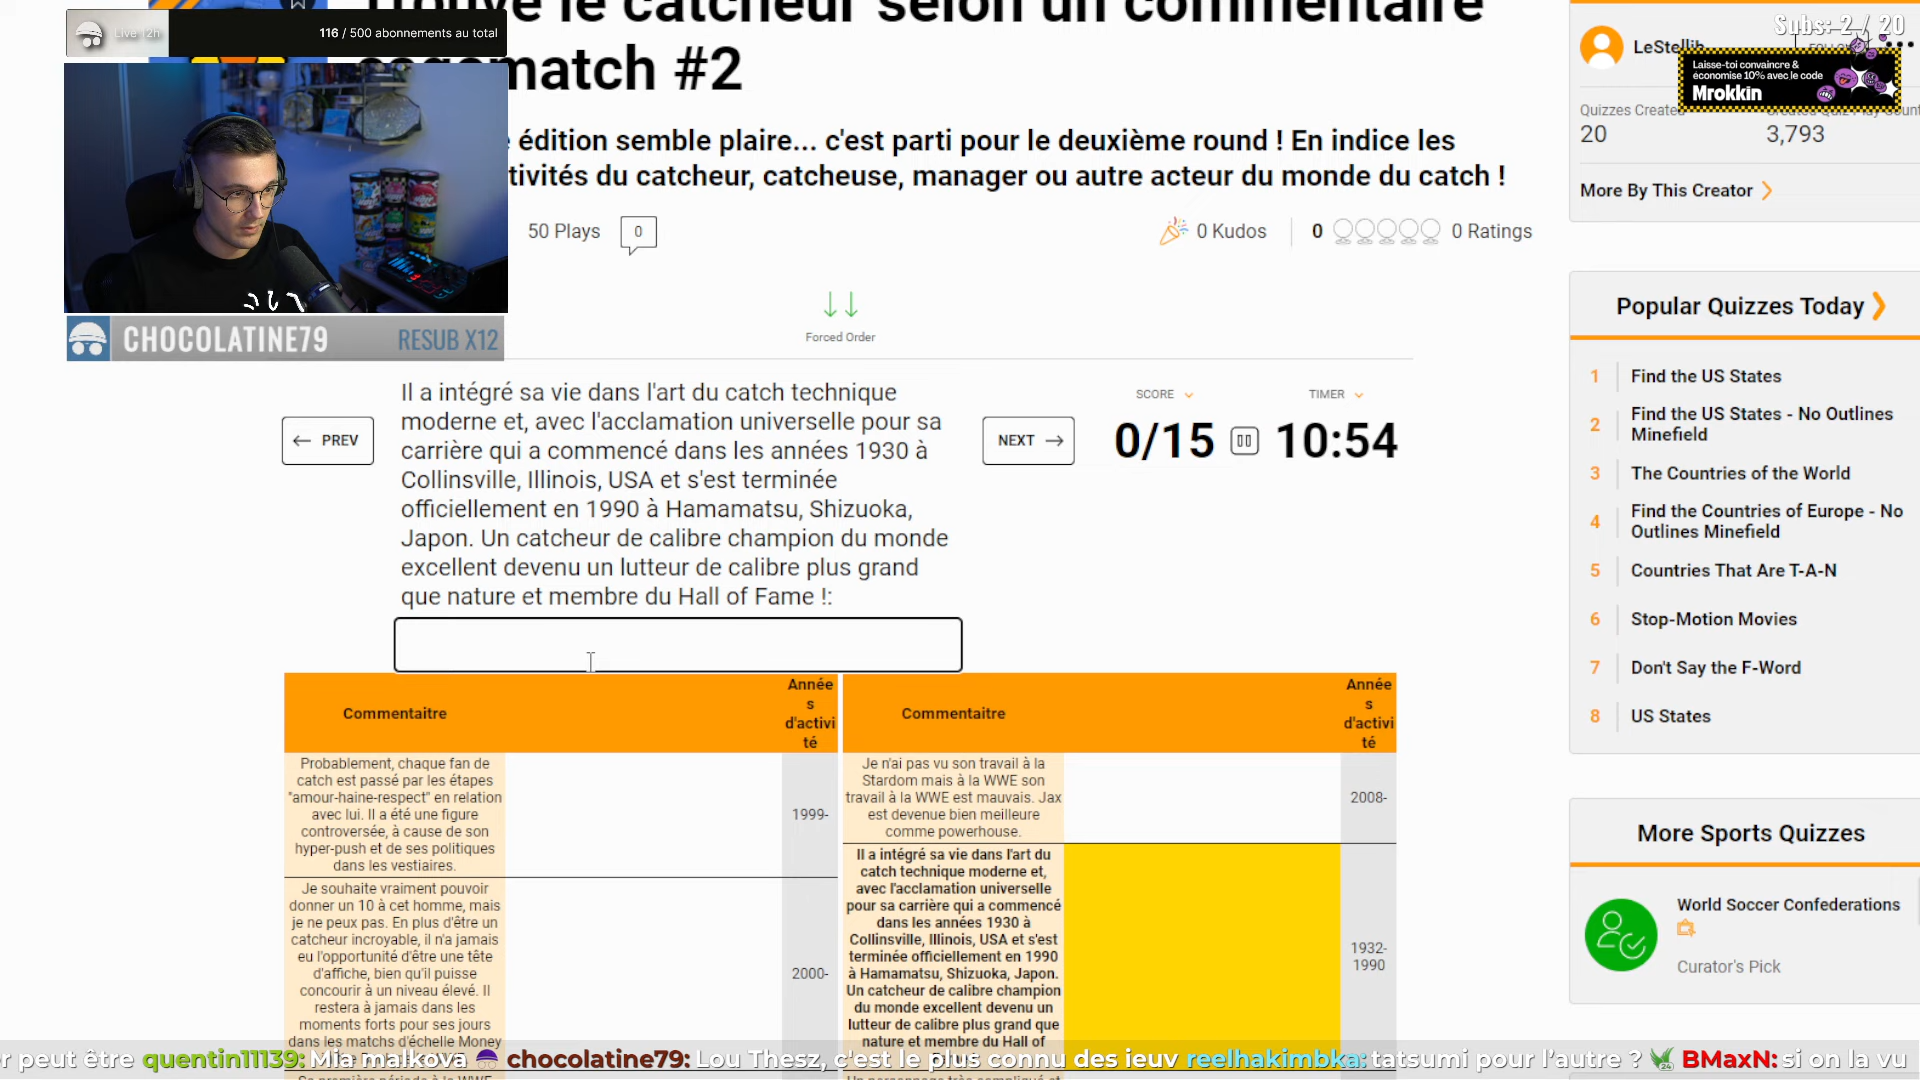 Live 12h
116 / 500 abonnements au total
Trouve le catcheur selon un commentaire
cagematch #2
édition semble plaire... c'est parti pour le deuxième round ! En indice les
tivités du catcheur, catcheuse, manager ou autre acteur du monde du catch !
50 Plays
0
0 Kudos
0
0 Ratings
CHOCOLATINE79
RESUB X12
Forced Order
PREV
Il a intégré sa vie dans l'art du catch technique
moderne et, avec l'acclamation universelle pour sa
carrière qui a commencé dans les années 1930 à
Collinsville, Illinois, USA et s'est terminée
officiellement en 1990 à Hamamatsu, Shizuoka,
Japon. Un catcheur de calibre champion du monde
excellent devenu un lutteur de calibre plus grand
que nature et membre du Hall of Fame !:
NEXT
SCORE
0/15
TIMER
10:54
Commentaitre
Année
s
d'activi
té
Probablement, chaque fan de
catch est passé par les étapes
"amour-haine-respect" en relation
avec lui. Il a été une figure
controversée, à cause de son
hyper-push et de ses politiques
dans les vestiaires.
1999-
Je souhaite vraiment pouvoir
donner un 10 à cet homme, mais
je ne peux pas. En plus d'être un
catcheur incroyable, il n'a jamais
eu l'opportunité d'être une tête
d'affiche, bien qu'il puisse
concourir à un niveau élevé. Il
restera à jamais dans les
moments forts pour ses jours
dans les matchs d'échelle Money
2000-
Commentaitre
Année
s
d'activi
té
Je n'ai pas vu son travail à la
Stardom mais à la WWE son
travail à la WWE est mauvais. Jax
est devenue bien meilleure
comme powerhouse.
2008-
Il a intégré sa vie dans l'art du
catch technique moderne et,
avec l'acclamation universelle
pour sa carrière qui a commencé
dans les années 1930 à
Collinsville, Illinois, USA et s'est
terminée officiellement en 1990
à Hamamatsu, Shizuoka, Japon.
Un catcheur de calibre champion
du monde excellent devenu un
lutteur de calibre plus grand que
nature et membre du Hall of
1932-
1990
LeStellib
Subs: 2 / 20
Laisse-toi convaincre &
économise 10% avec le code
Mrokkin
Quizzes Created
20
3,793
More By This Creator
Popular Quizzes Today
1 Find the US States
2 Find the US States - No Outlines
Minefield
3 The Countries of the World
4 Find the Countries of Europe - No
Outlines Minefield
5 Countries That Are T-A-N
6 Stop-Motion Movies
7 Don't Say the F-Word
8 US States
More Sports Quizzes
World Soccer Confederations
Curator's Pick
r peut être quentin11139: Mia malkova chocolatine79: Lou Thesz, c'est le plus connu des ieuv reelhakimbka: tatsumi pour l'autre ? BMaxN: si on la vu